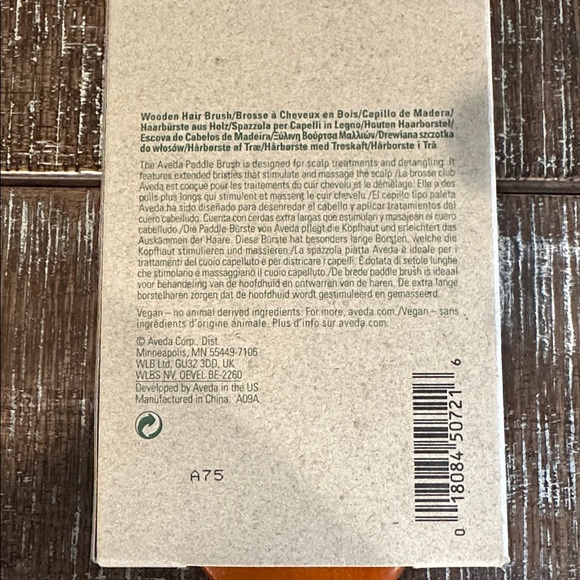 Wooden Hair Brush/Brosse à Cheveux en Bois/Cepillo de Madera/
Haarbürste aus Holz/Spazzola per Capelli in Legno/Houten Haarborstel/
Escova de Cabelos de Madeira/Ξύλινη Βούρτσα Μαλλιών/Drewiana szczotka
do włosów/Hårbørste af Træ/Hårbørste med Treskaft/Hårborste i Trä
The Aveda Paddle Brush is designed for scalp treatments and detangling. It
features extended bristles that stimulate and massage the scalp./La brosse club
Aveda est conçue pour les traitements du cuir chevelu et le démêlage. Elle a des
poils plus longs qui stimulent et massent le cuir chevelu./El cepillo tipo paleta
Aveda ha sido diseñado para desenredar el cabello y aplicar tratamientos del
cuero cabelludo. Cuenta con cerdas extra largas que estimulan y masajean el cuero
cabelludo./Die Paddle-Bürste von Aveda pflegt die Kopfhaut und erleichtert das
Auskämmen der Haare. Diese Bürste hat besonders lange Borsten, welche die
Kopfhaut stimulieren und massieren./La spazzola piatta Aveda è ideale per i
trattamenti del cuoio capelluto e per districare i capelli. È dotata di setole lunghe
che stimolano e massaggiano il cuoio capelluto./De brede paddle brush is ideaal
voor behandeling van de hoofdhuid en ontwarren van de haren. De extra lange
borstelharen zorgen dat de hoofdhuid wordt gestimuleerd en gemasseerd.
Vegan – no animal derived ingredients. For more, aveda.com./Vegan – sans
ingrédients d'origine animale. Plus d'info sur aveda.com.
© Aveda Corp., Dist.
Minneapolis, MN 55449-7106
WLB Ltd, GU32 3DD, UK
WLBS NV, OEVEL BE-2260
Developed by Aveda in the US.
Manufactured in China. A09A
A75
0 18084 50721 6